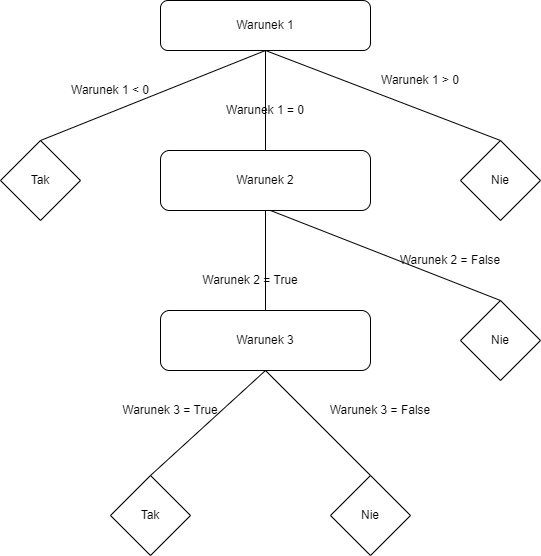 Warunek 1
Warunek 1 < 0
Warunek 1 > 0
Warunek 1 = 0
Tak
Warunek 2
Nie
Warunek 2 = False
Warunek 2 = True
Warunek 3
Nie
Warunek 3 = True
Warunek 3 = False
Tak
Nie